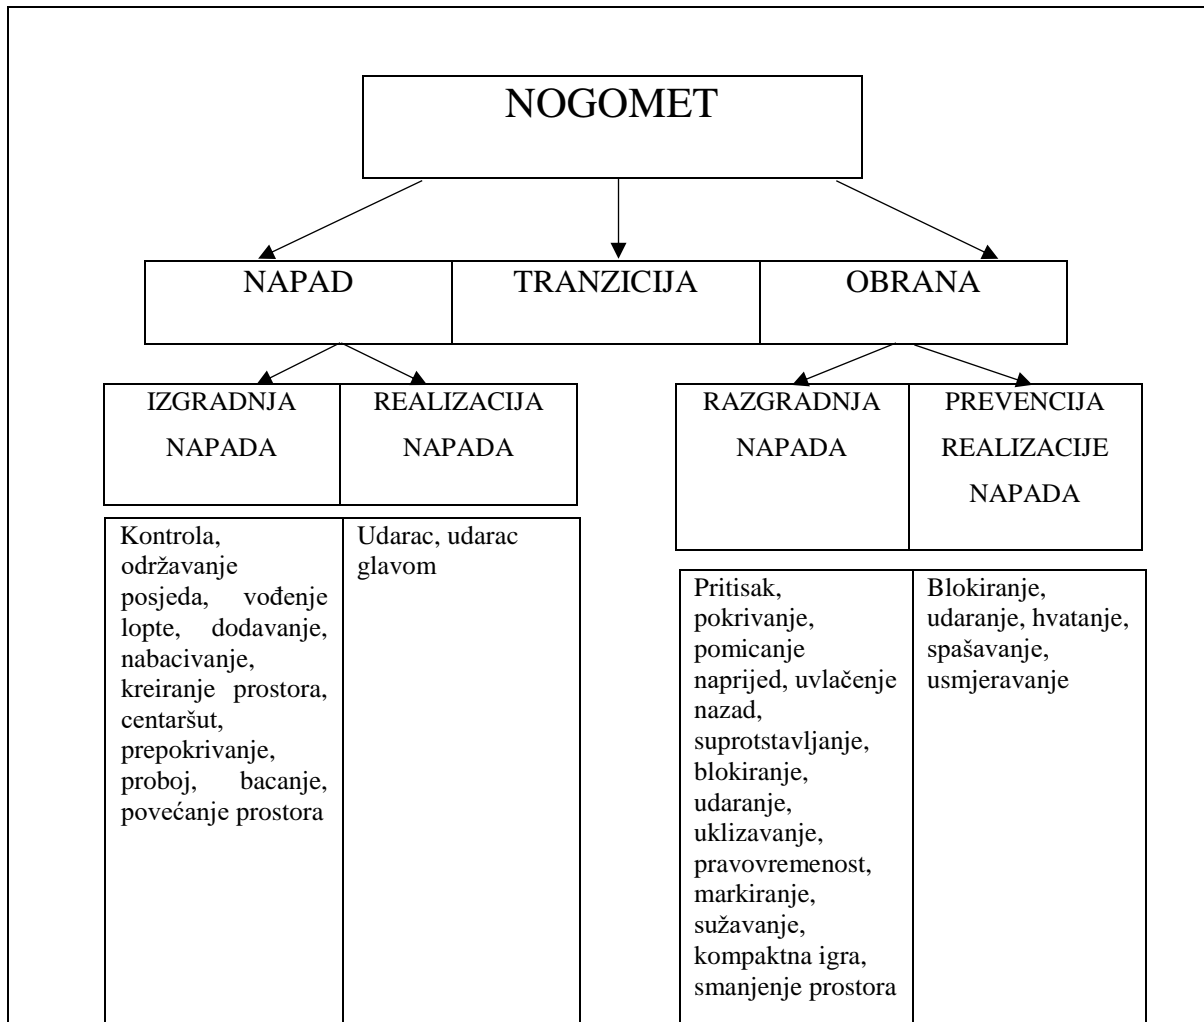 NOGOMET
NAPAD
TRANZICIJA
OBRANA
IZGRADNJA
NAPADA
REALIZACIJA
NAPADA
RAZGRADNJA
NAPADA
PREVENCIJA
REALIZACIJE
NAPADA
Kontrola,
održavanje
posjeda, vođenje
lopte, dodavanje,
nabacivanje,
kreiranje prostora,
centaršut,
prepokrivanje,
proboj, bacanje,
povećanje prostora
Udarac, udarac
glavom
Pritisak,
pokrivanje,
pomicanje
naprijed, uvlačenje
nazad,
suprotstavljanje,
blokiranje,
udaranje,
uklizavanje,
pravovremenost,
markiranje,
sužavanje,
kompaktna igra,
smanjenje prostora
Blokiranje,
udaranje, hvatanje,
spašavanje,
usmjeravanje